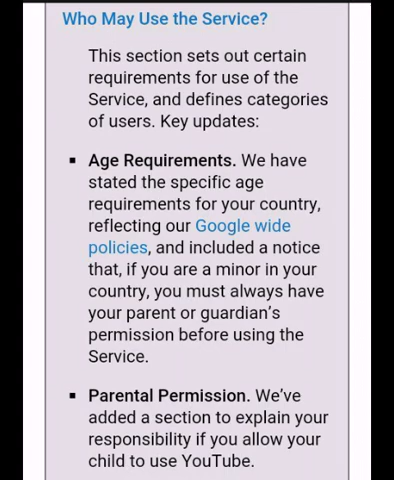 Who May Use the Service?
This section sets out certain
requirements for use of the
Service, and defines categories
of users. Key updates:
▪ Age Requirements. We have
stated the specific age
requirements for your country,
reflecting our Google wide
policies, and included a notice
that, if you are a minor in your
country, you must always have
your parent or guardian's
permission before using the
Service.
▪ Parental Permission. We've
added a section to explain your
responsibility if you allow your
child to use YouTube.